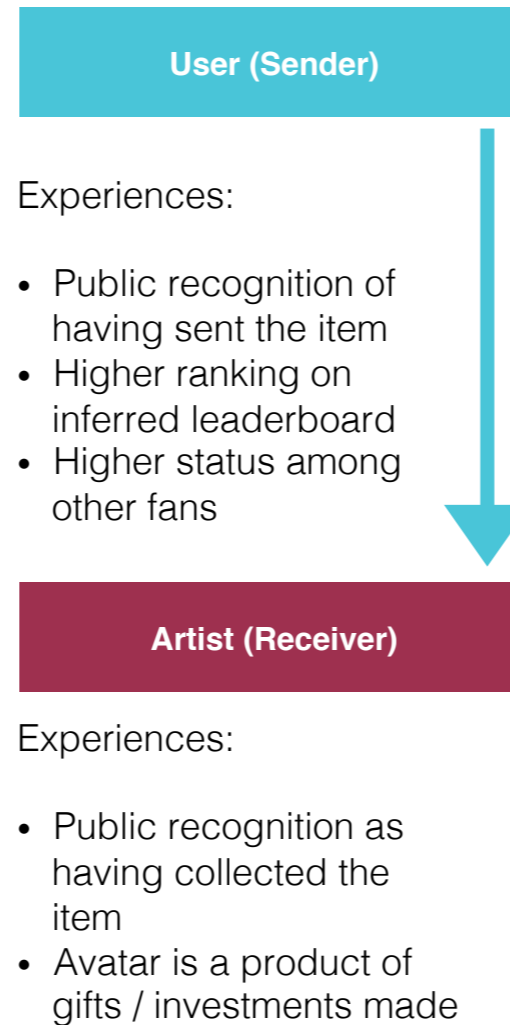 User (Sender)
Experiences:
• Public recognition of
having sent the item
• Higher ranking on
inferred leaderboard
• Higher status among
other fans
Artist (Receiver)
Experiences:
• Public recognition as
having collected the
item
• Avatar is a product of
gifts / investments made